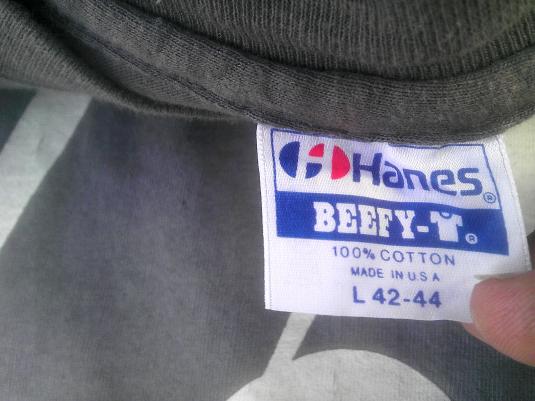 Hanes®
BEEFY-T®
100% COTTON
MADE IN U.S A
L 42-44